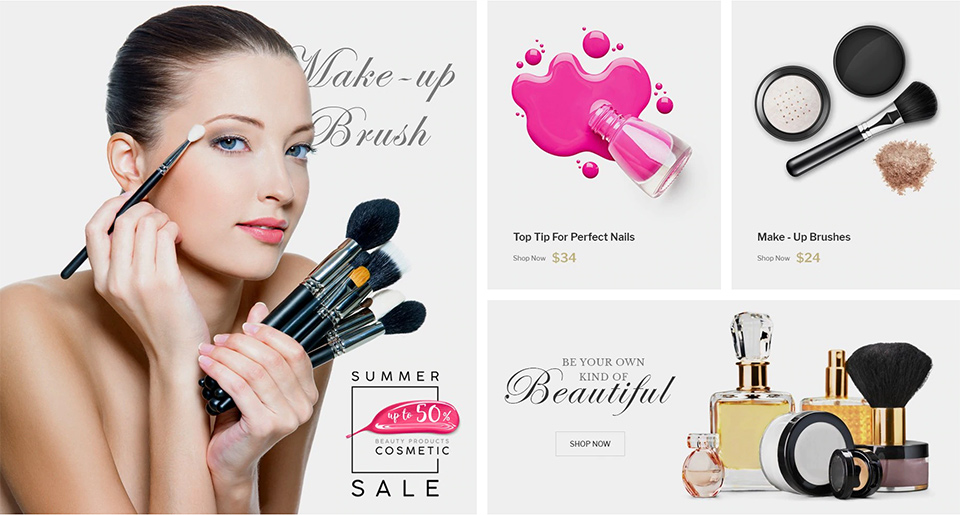 Make-up
Brush
SUMMER
up to 50%
BEAUTY PRODUCTS
COSMETIC
SALE
Top Tip For Perfect Nails
Shop Now $34
Make - Up Brushes
Shop Now $24
BE YOUR OWN
KIND OF
Beautiful
SHOP NOW